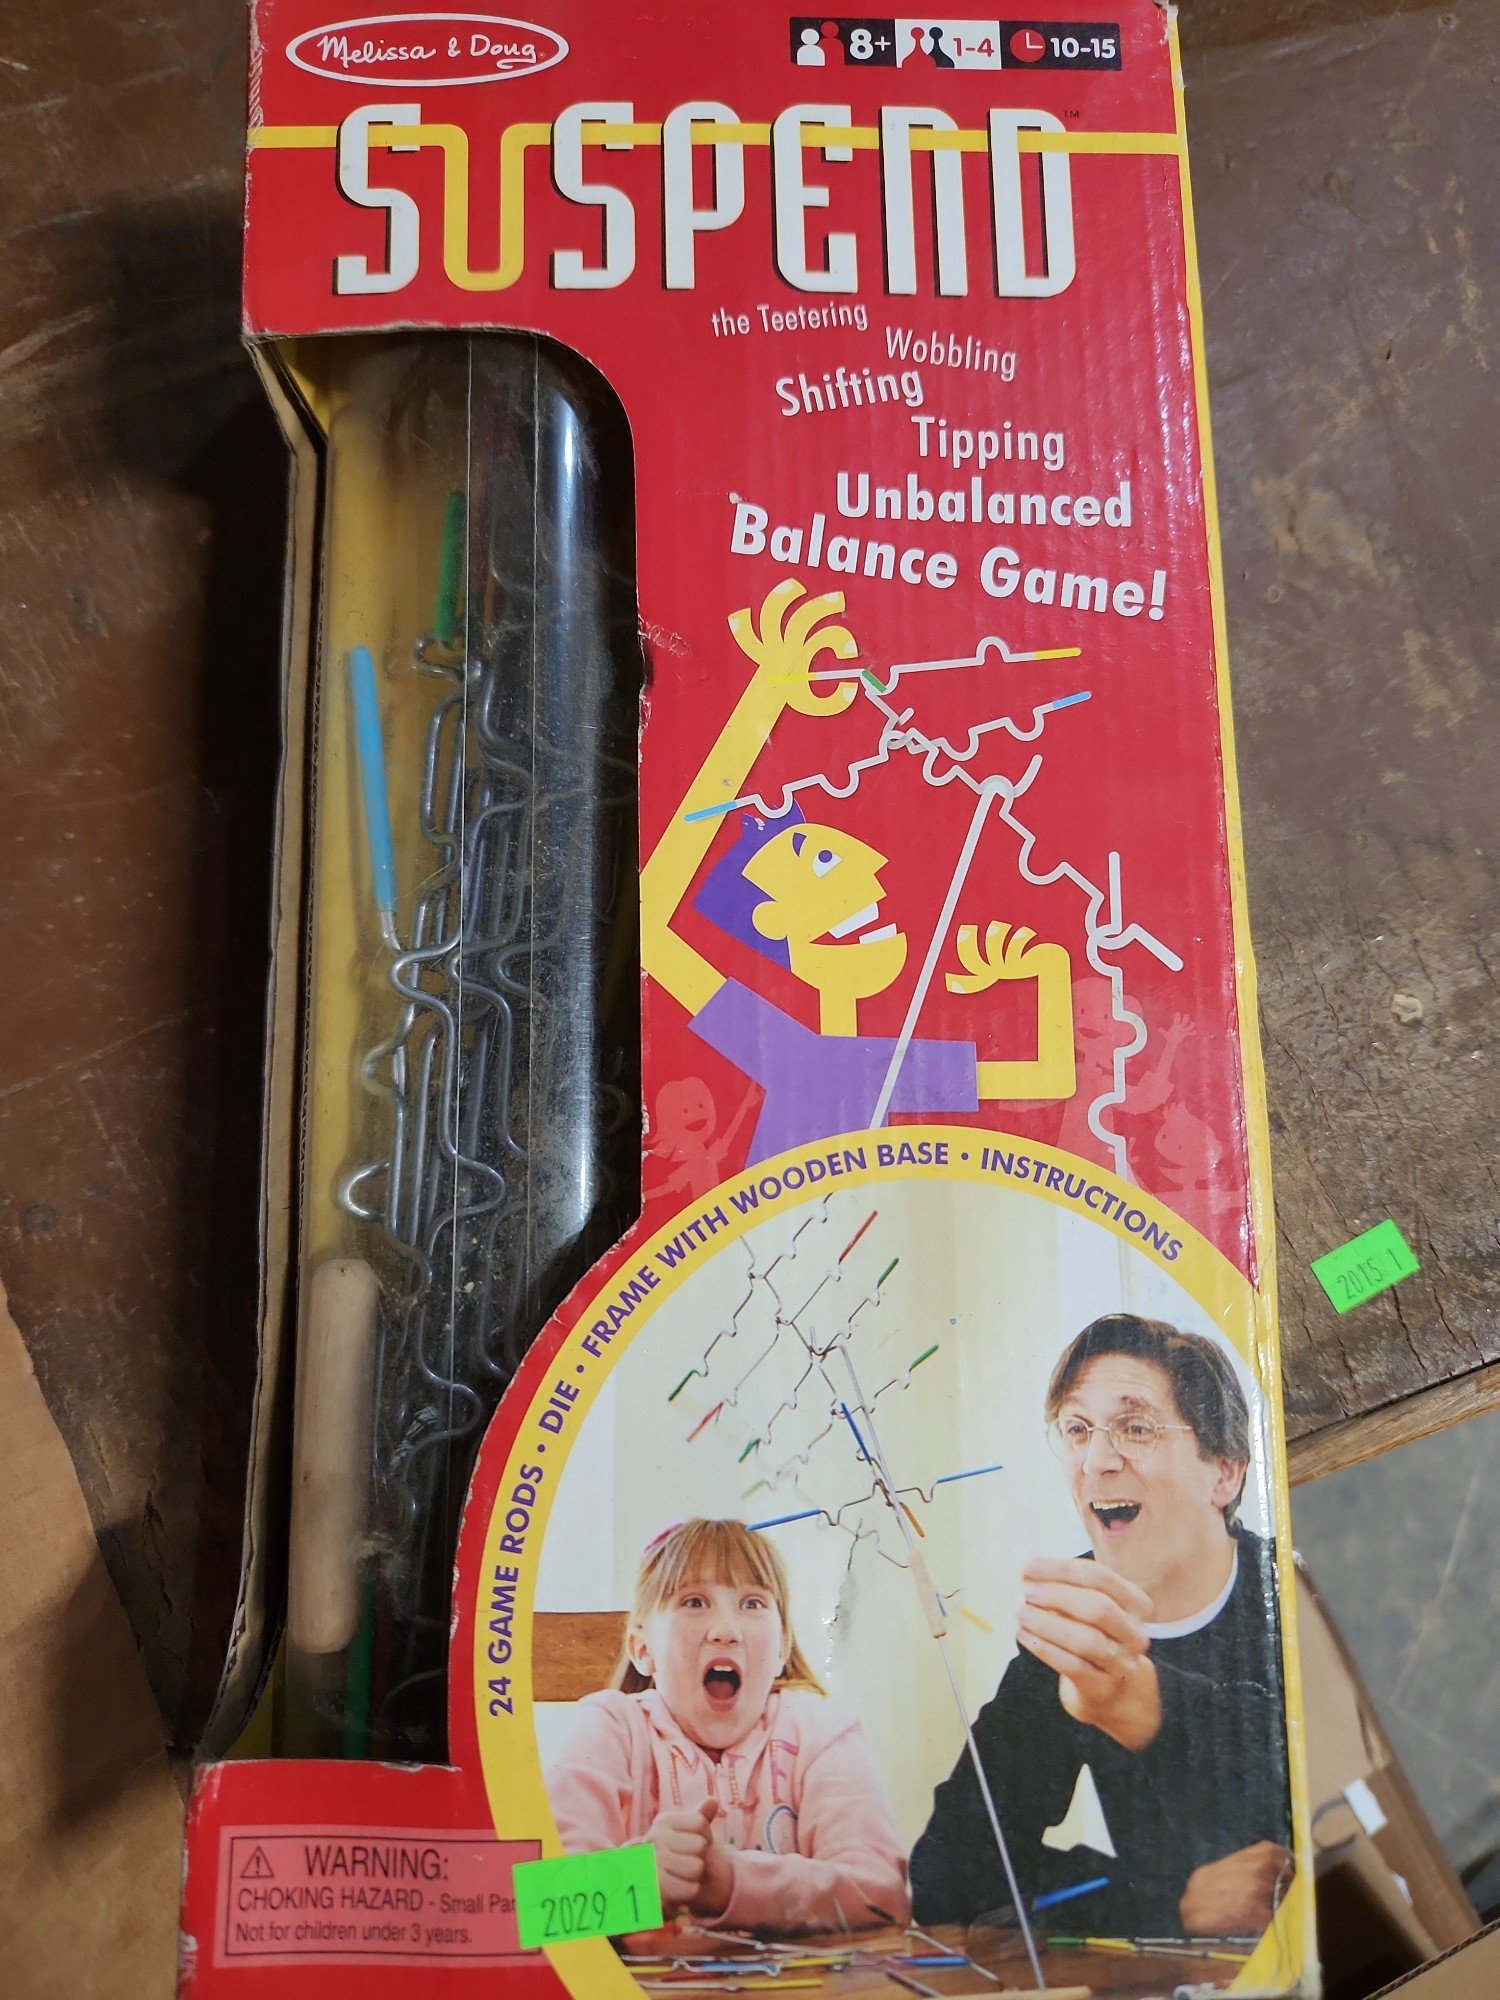 Melissa & Doug
8+ 1-4 10-15
SUSPEND™
the Teetering
Wobbling
Shifting
Tipping
Unbalanced
Balance Game!
24 GAME RODS • DIE • FRAME WITH WOODEN BASE • INSTRUCTIONS
2015 1
WARNING:
CHOKING HAZARD - Small Par
Not for children under 3 years.
2029 1